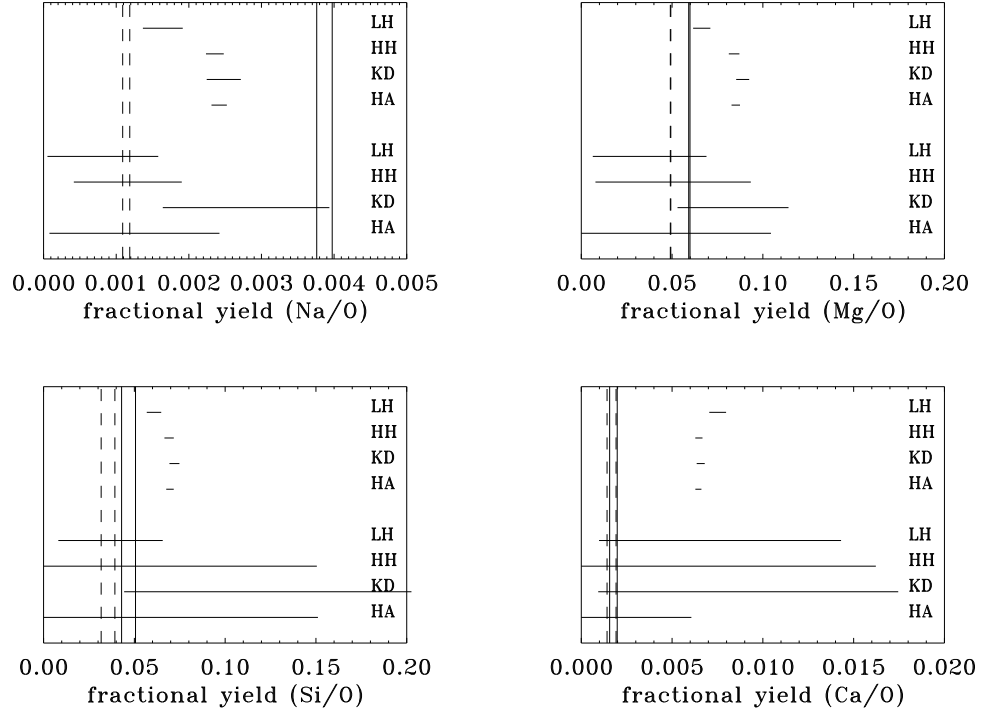 LH
HH
KD
HA
LH
HH
KD
HA
0.000 0.001 0.002 0.003 0.004 0.005
fractional yield (Na/O)
LH
HH
KD
HA
LH
HH
KD
HA
0.00 0.05 0.10 0.15 0.20
fractional yield (Mg/O)
LH
HH
KD
HA
LH
HH
KD
HA
0.00 0.05 0.10 0.15 0.20
fractional yield (Si/O)
LH
HH
KD
HA
LH
HH
KD
HA
0.000 0.005 0.010 0.015 0.020
fractional yield (Ca/O)